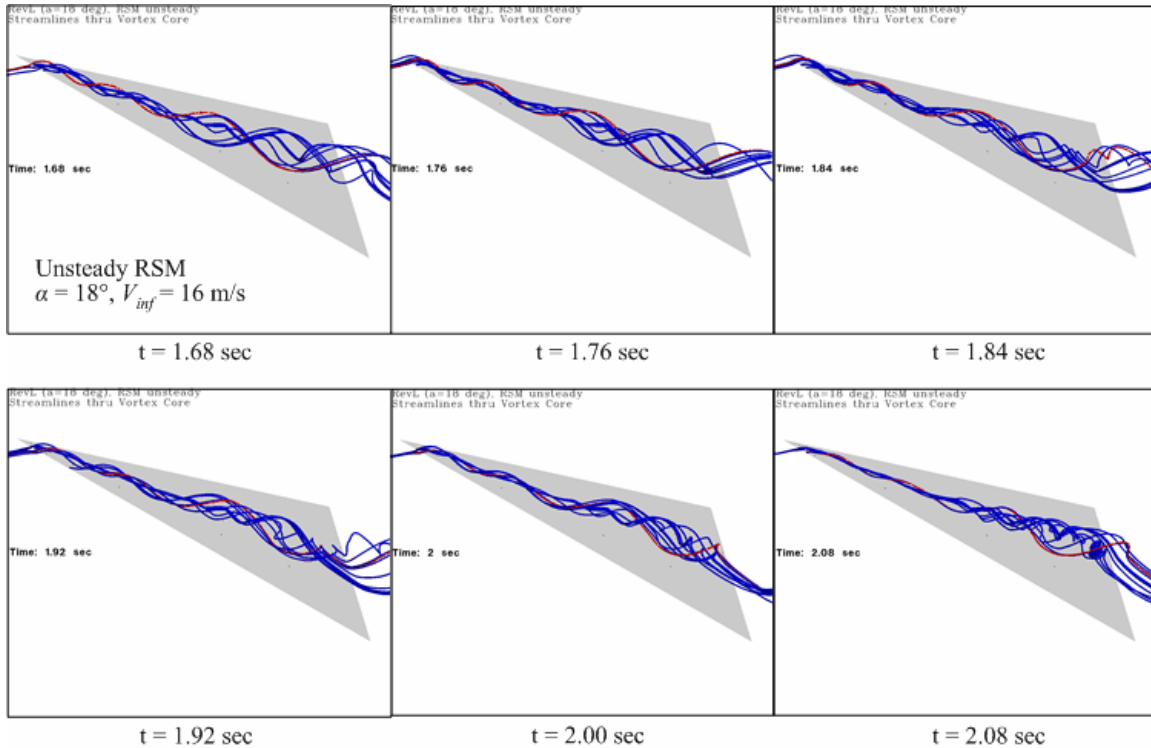 RevL (a=18 deg), RSM unsteady
Streamlines thru Vortex Core
Time: 1.68 sec
Unsteady RSM
α = 18°, V_inf = 16 m/s
t = 1.68 sec
RevL (a=18 deg), RSM unsteady
Streamlines thru Vortex Core
Time: 1.76 sec
t = 1.76 sec
RevL (a=18 deg), RSM unsteady
Streamlines thru Vortex Core
Time: 1.84 sec
t = 1.84 sec
RevL (a=18 deg), RSM unsteady
Streamlines thru Vortex Core
Time: 1.92 sec
t = 1.92 sec
RevL (a=18 deg), RSM unsteady
Streamlines thru Vortex Core
Time: 2 sec
t = 2.00 sec
RevL (a=18 deg), RSM unsteady
Streamlines thru Vortex Core
Time: 2.08 sec
t = 2.08 sec